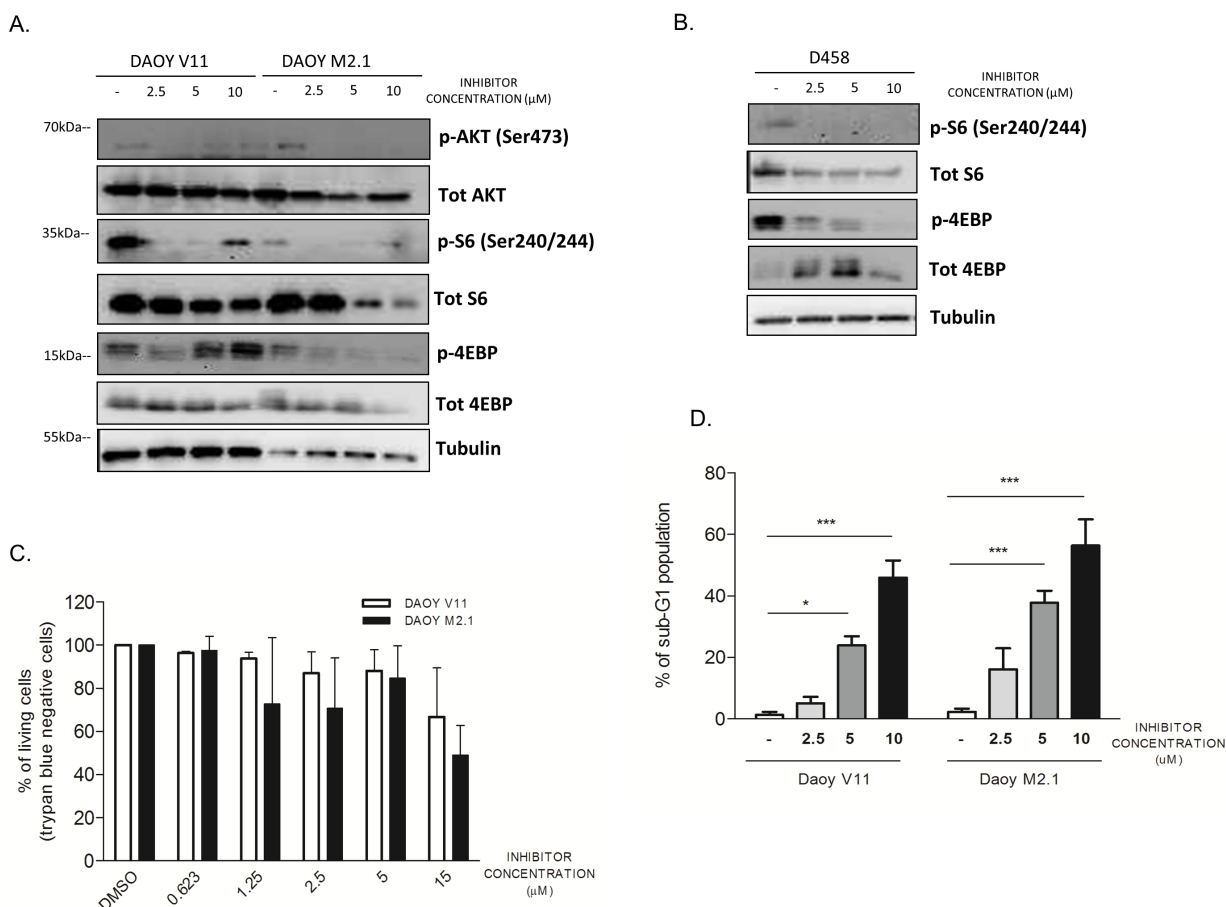 A.
DAOY V11 DAOY M2.1
- 2.5 5 10 - 2.5 5 10
INHIBITOR
CONCENTRATION (µM)
70kDa--
p-AKT (Ser473)
Tot AKT
35kDa--
p-S6 (Ser240/244)
Tot S6
15kDa--
p-4EBP
Tot 4EBP
55kDa--
Tubulin
B.
D458
- 2.5 5 10
INHIBITOR
CONCENTRATION (µM)
p-S6 (Ser240/244)
Tot S6
p-4EBP
Tot 4EBP
Tubulin
C.
% of living cells
(trypan blue negative cells)
120
100
80
60
40
20
0
DAOY V11
DAOY M2.1
DMSO 0.623 1.25 2.5 5 15
INHIBITOR
CONCENTRATION
(µM)
D.
% of sub-G1 population
80
60
40
20
0
***
*
***
***
- 2.5 5 10 - 2.5 5 10
Daoy V11 Daoy M2.1
INHIBITOR
CONCENTRATION
(uM)